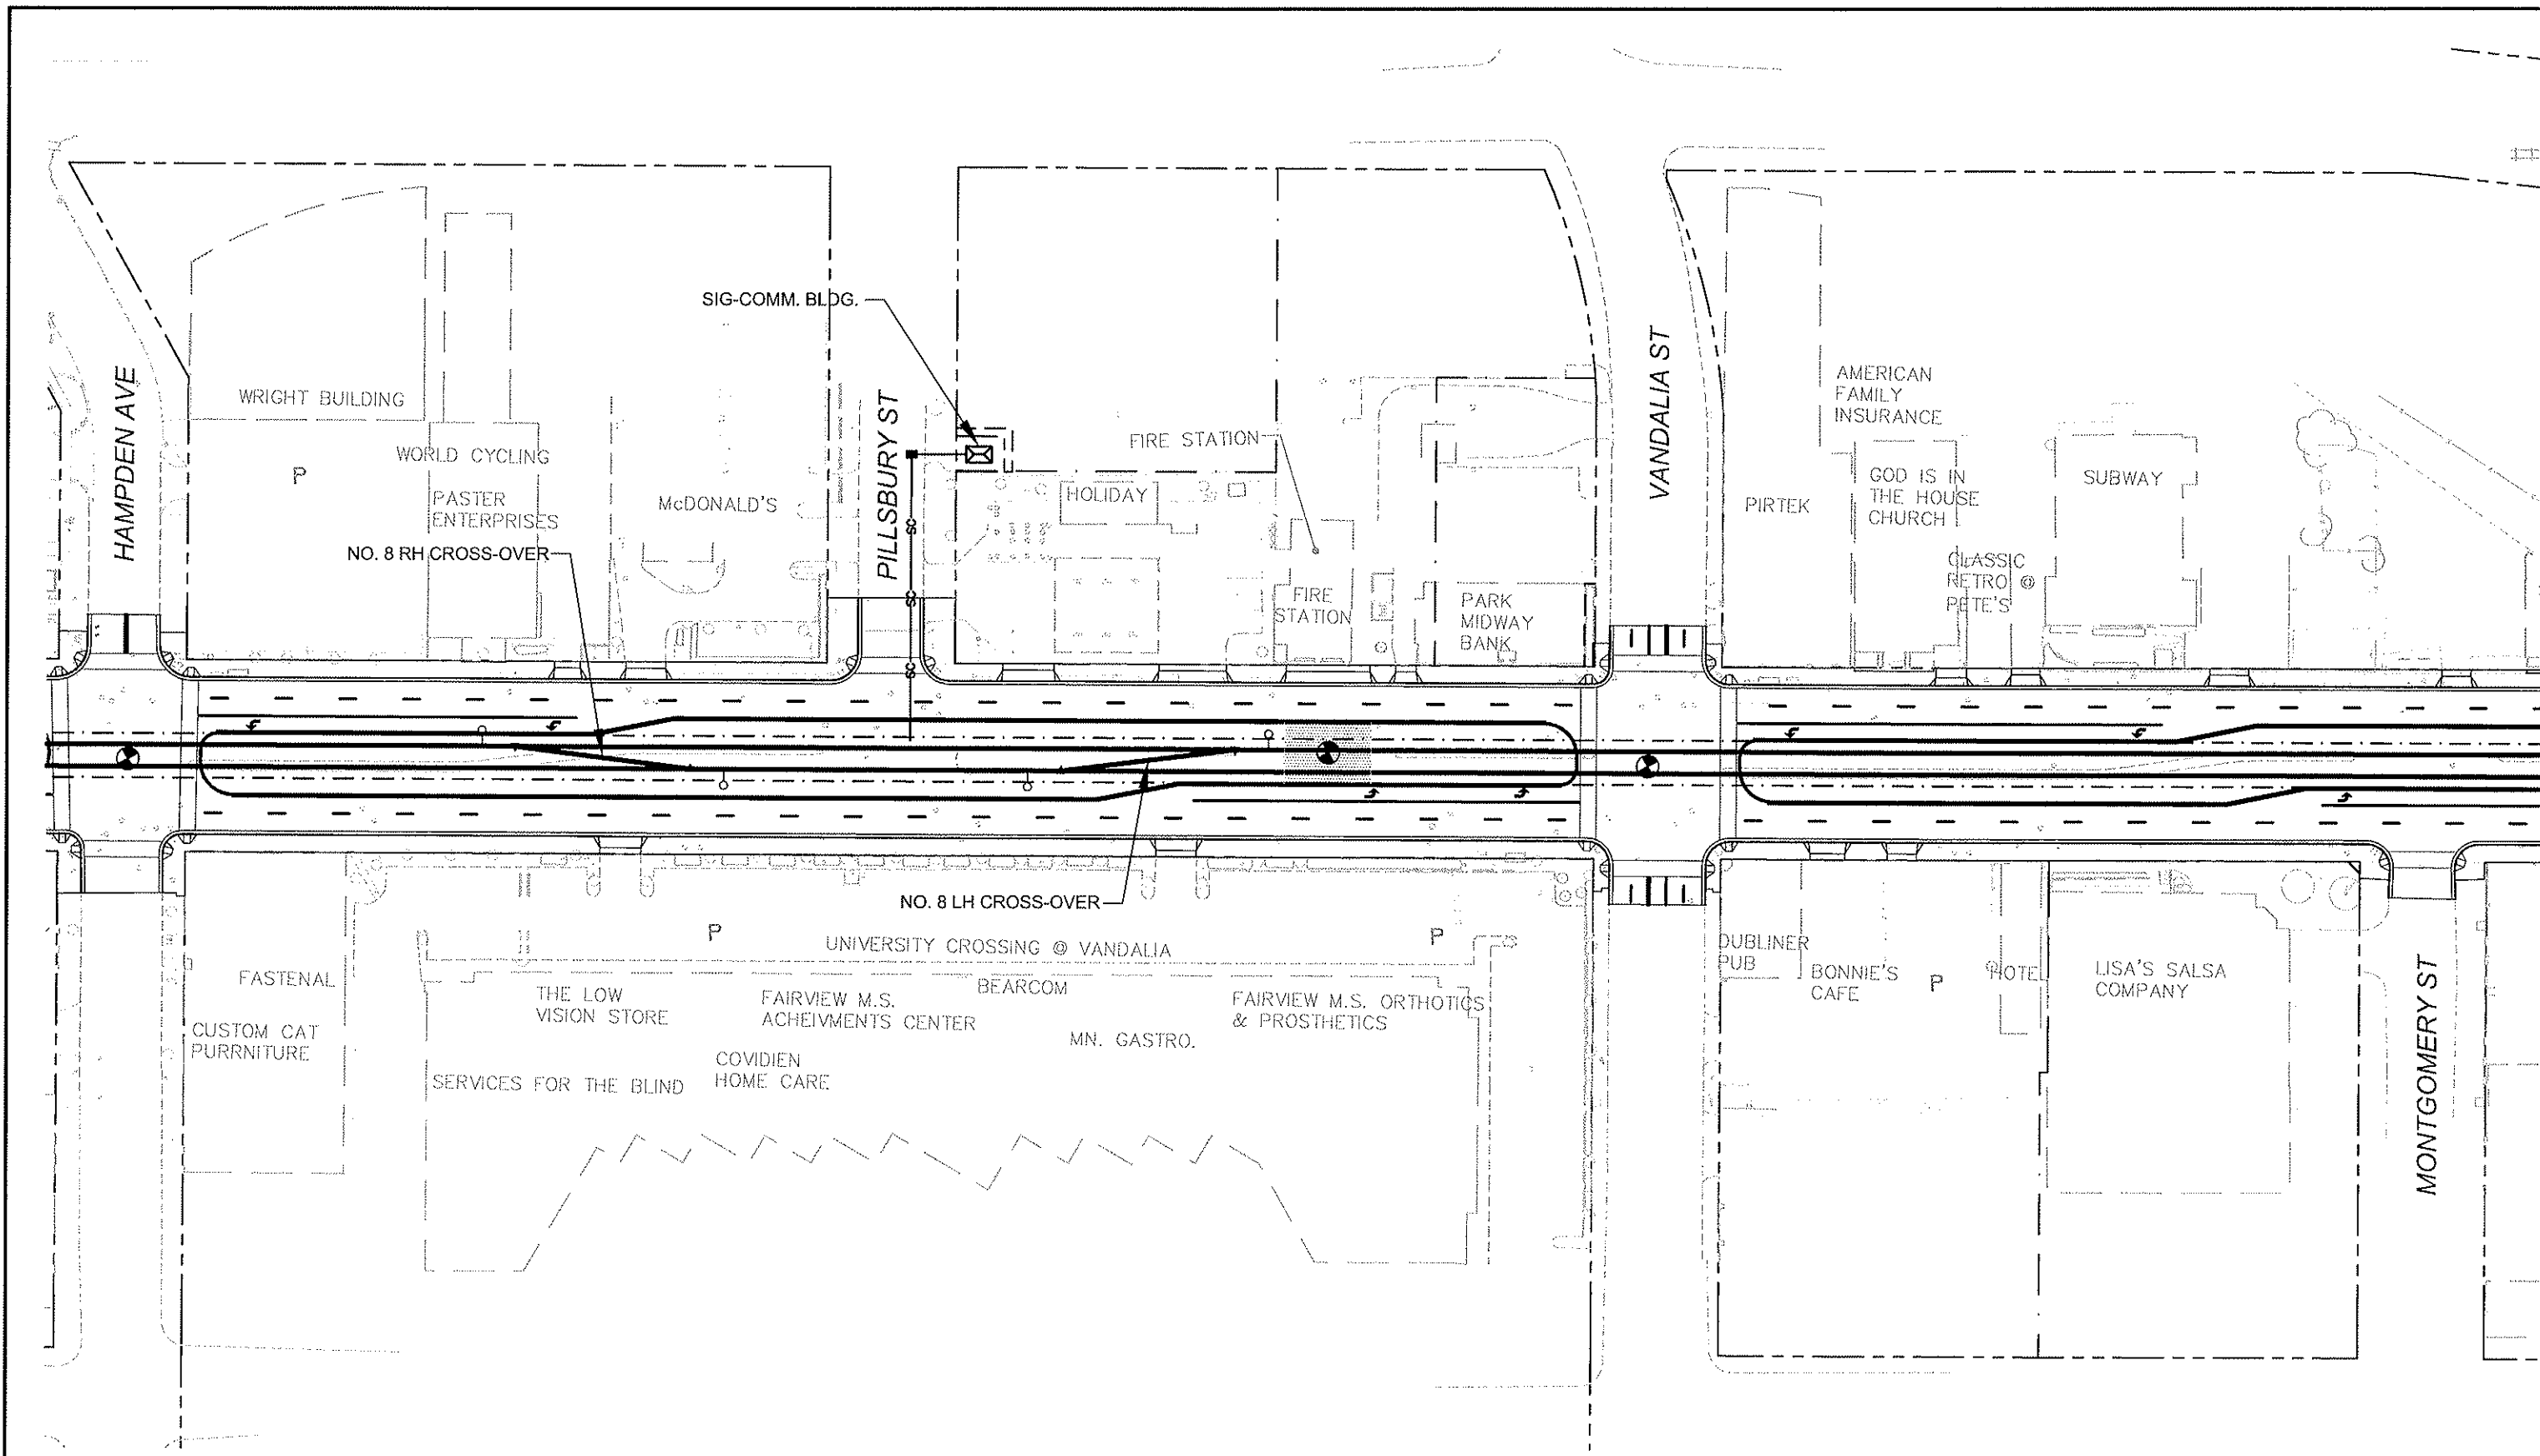 SIG-COMM. BLDG.
HAMPDEN AVE
WRIGHT BUILDING
P
WORLD CYCLING
PASTER
ENTERPRISES
McDONALD'S
NO. 8 RH CROSS-OVER
PILLSBURY ST
SC
SC
SC
HOLIDAY
FIRE STATION
FIRE
STATION
PARK
MIDWAY
BANK
VANDALIA ST
PIRTEK
AMERICAN
FAMILY
INSURANCE
GOD IS IN
THE HOUSE
CHURCH
CLASSIC
RETRO @
PETE'S
SUBWAY
NO. 8 LH CROSS-OVER
P
UNIVERSITY CROSSING @ VANDALIA
P
FASTENAL
CUSTOM CAT
PURRNITURE
THE LOW
VISION STORE
FAIRVIEW M.S.
ACHEIVMENTS CENTER
BEARCOM
FAIRVIEW M.S. ORTHOTICS
& PROSTHETICS
MN. GASTRO.
COVIDIEN
HOME CARE
SERVICES FOR THE BLIND
DUBLINER
PUB
BONNIE'S
CAFE
P
HOTEL
LISA'S SALSA
COMPANY
MONTGOMERY ST